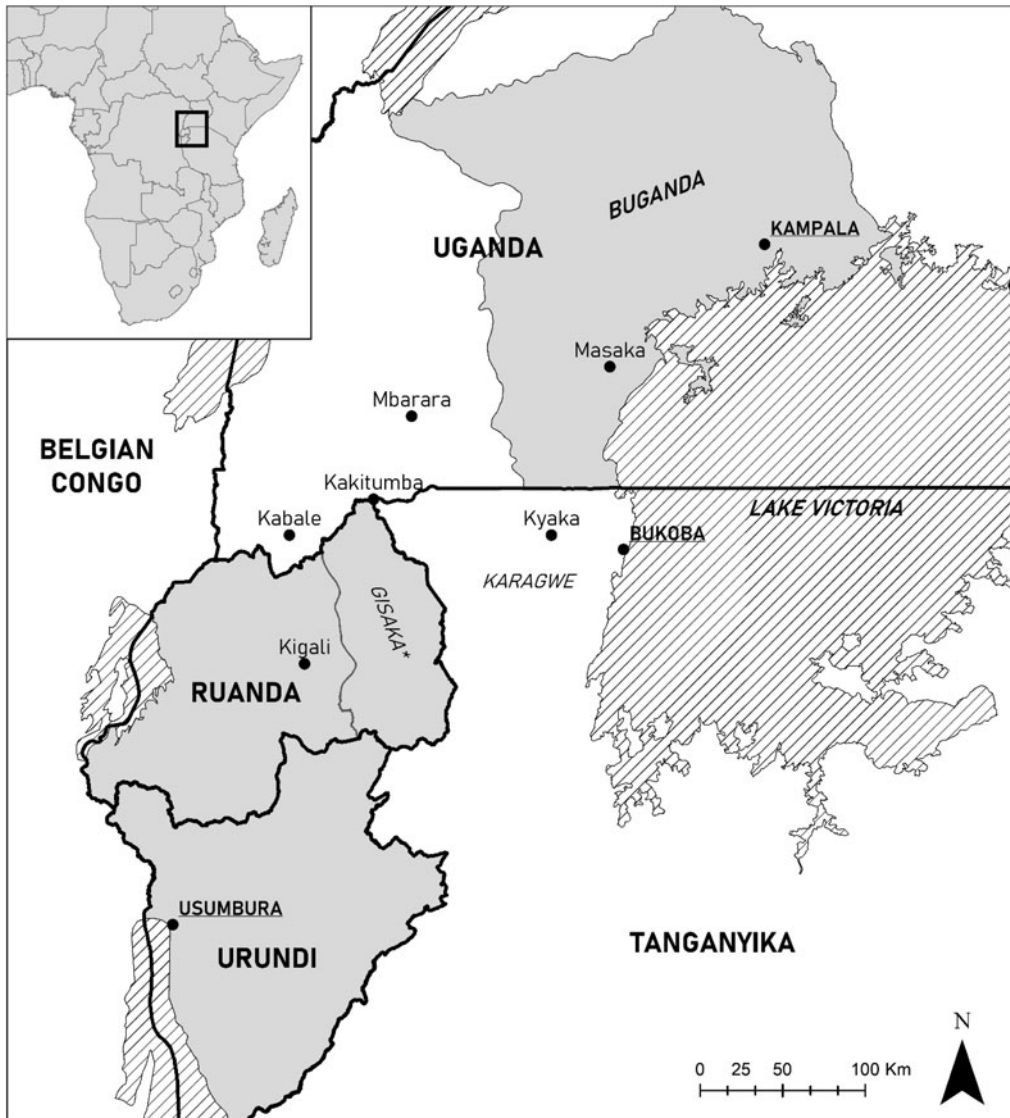 BUGANDA
KAMPALA
UGANDA
Masaka
Mbarara
BELGIAN
CONGO
Kakitumba
LAKE VICTORIA
Kabale
Kyaka
BUKOBA
KARAGWE
GISAKA*
Kigali
RUANDA
USUMBURA
URUNDI
TANGANYIKA
N
0 25 50 100 Km